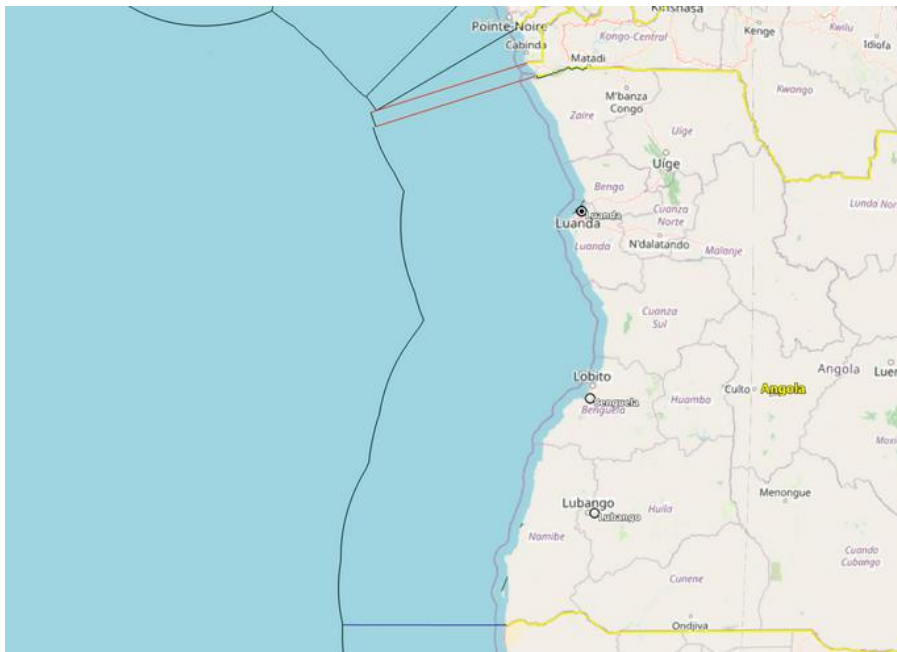 Kinshasa
Pointe-Noire
Kenge
Kwilu
Kongo-Central
Idiofa
Cabinda
Matadi
Kwango
M'banza
Congo
Zaire
Uíge
Uíge
Bengo
Lunda Nor
Cuanza
Norte
Luanda
Luanda
N'dalatando
Luanda
Malanje
Cuanza
Sul
Angola
Luen
Lobito
Cuíto
Angola
Benguela
Benguela
Huambo
Moxi
Menongue
Lubango
Lubango
Huíla
Namibe
Cuando
Cubango
Cunene
Ondjiva